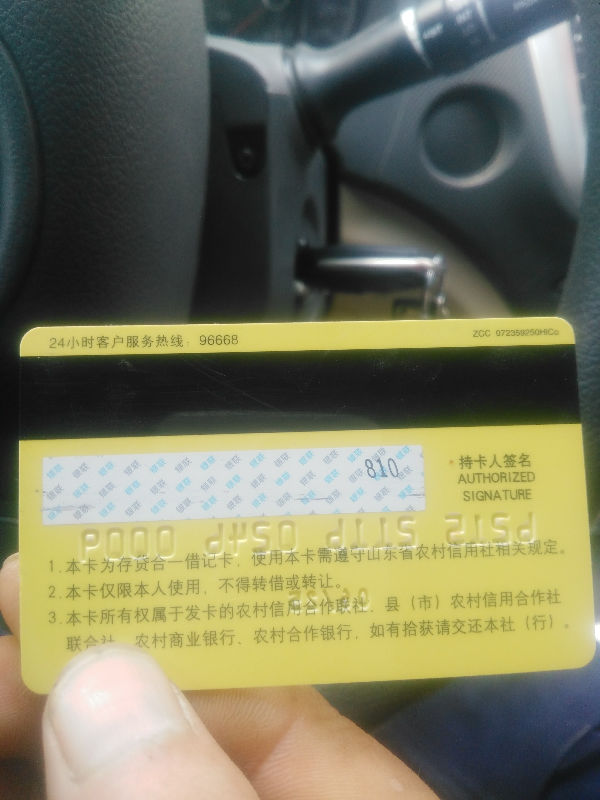 24小时客户服务热线：96668
ZCC 072359250HiCo
810
持卡人签名
AUTHORIZED
SIGNATURE
1.本卡为存贷合一借记卡，使用本卡需遵守山东省农村信用社相关规定。
2.本卡仅限本人使用，不得转借或转让。
3.本卡所有权属于发卡的农村信用合作联社、县（市）农村信用合作社
联合社、农村商业银行、农村合作银行，如有拾获请交还本社（行）。